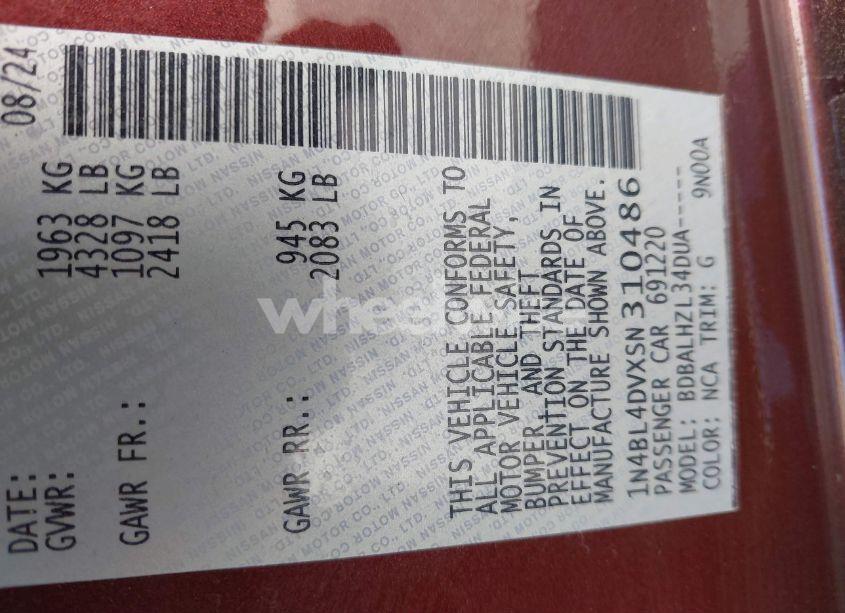 DATE: 08/24
GVWR: 1963 KG
4328 LB
GAWR FR.: 1097 KG
2418 LB
GAWR RR.: 945 KG
2083 LB
THIS VEHICLE CONFORMS TO
ALL APPLICABLE FEDERAL
MOTOR VEHICLE SAFETY,
BUMPER, AND THEFT
PREVENTION STANDARDS IN
EFFECT ON THE DATE OF
MANUFACTURE SHOWN ABOVE.
1N4BL4DVXSN310486
PASSENGER CAR 691220
MODEL: BDBALHZL34DUA-----
COLOR: NCA TRIM: G 9N00A